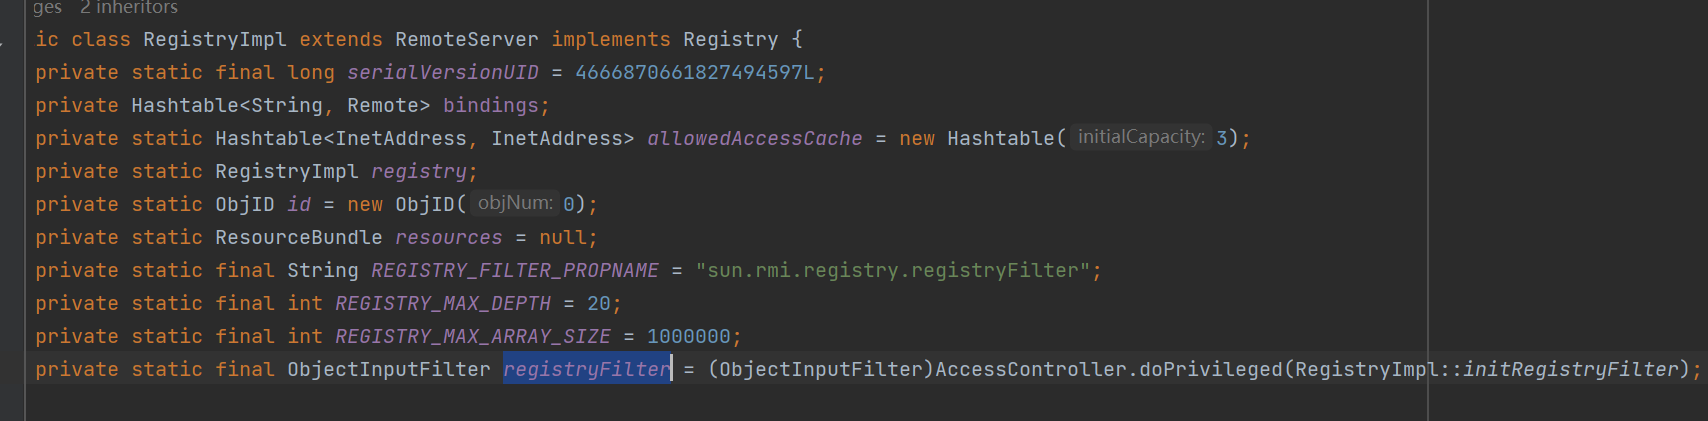 ges 2 inheritors
ic class RegistryImpl extends RemoteServer implements Registry {
private static final long serialVersionUID = 4666870661827494597L;
private Hashtable<String, Remote> bindings;
private static Hashtable<InetAddress, InetAddress> allowedAccessCache = new Hashtable( initialCapacity: 3);
private static RegistryImpl registry;
private static ObjID id = new ObjID( objNum: 0);
private static ResourceBundle resources = null;
private static final String REGISTRY_FILTER_PROPNAME = "sun.rmi.registry.registryFilter";
private static final int REGISTRY_MAX_DEPTH = 20;
private static final int REGISTRY_MAX_ARRAY_SIZE = 1000000;
private static final ObjectInputFilter registryFilter = (ObjectInputFilter)AccessController.doPrivileged(RegistryImpl::initRegistryFilter);